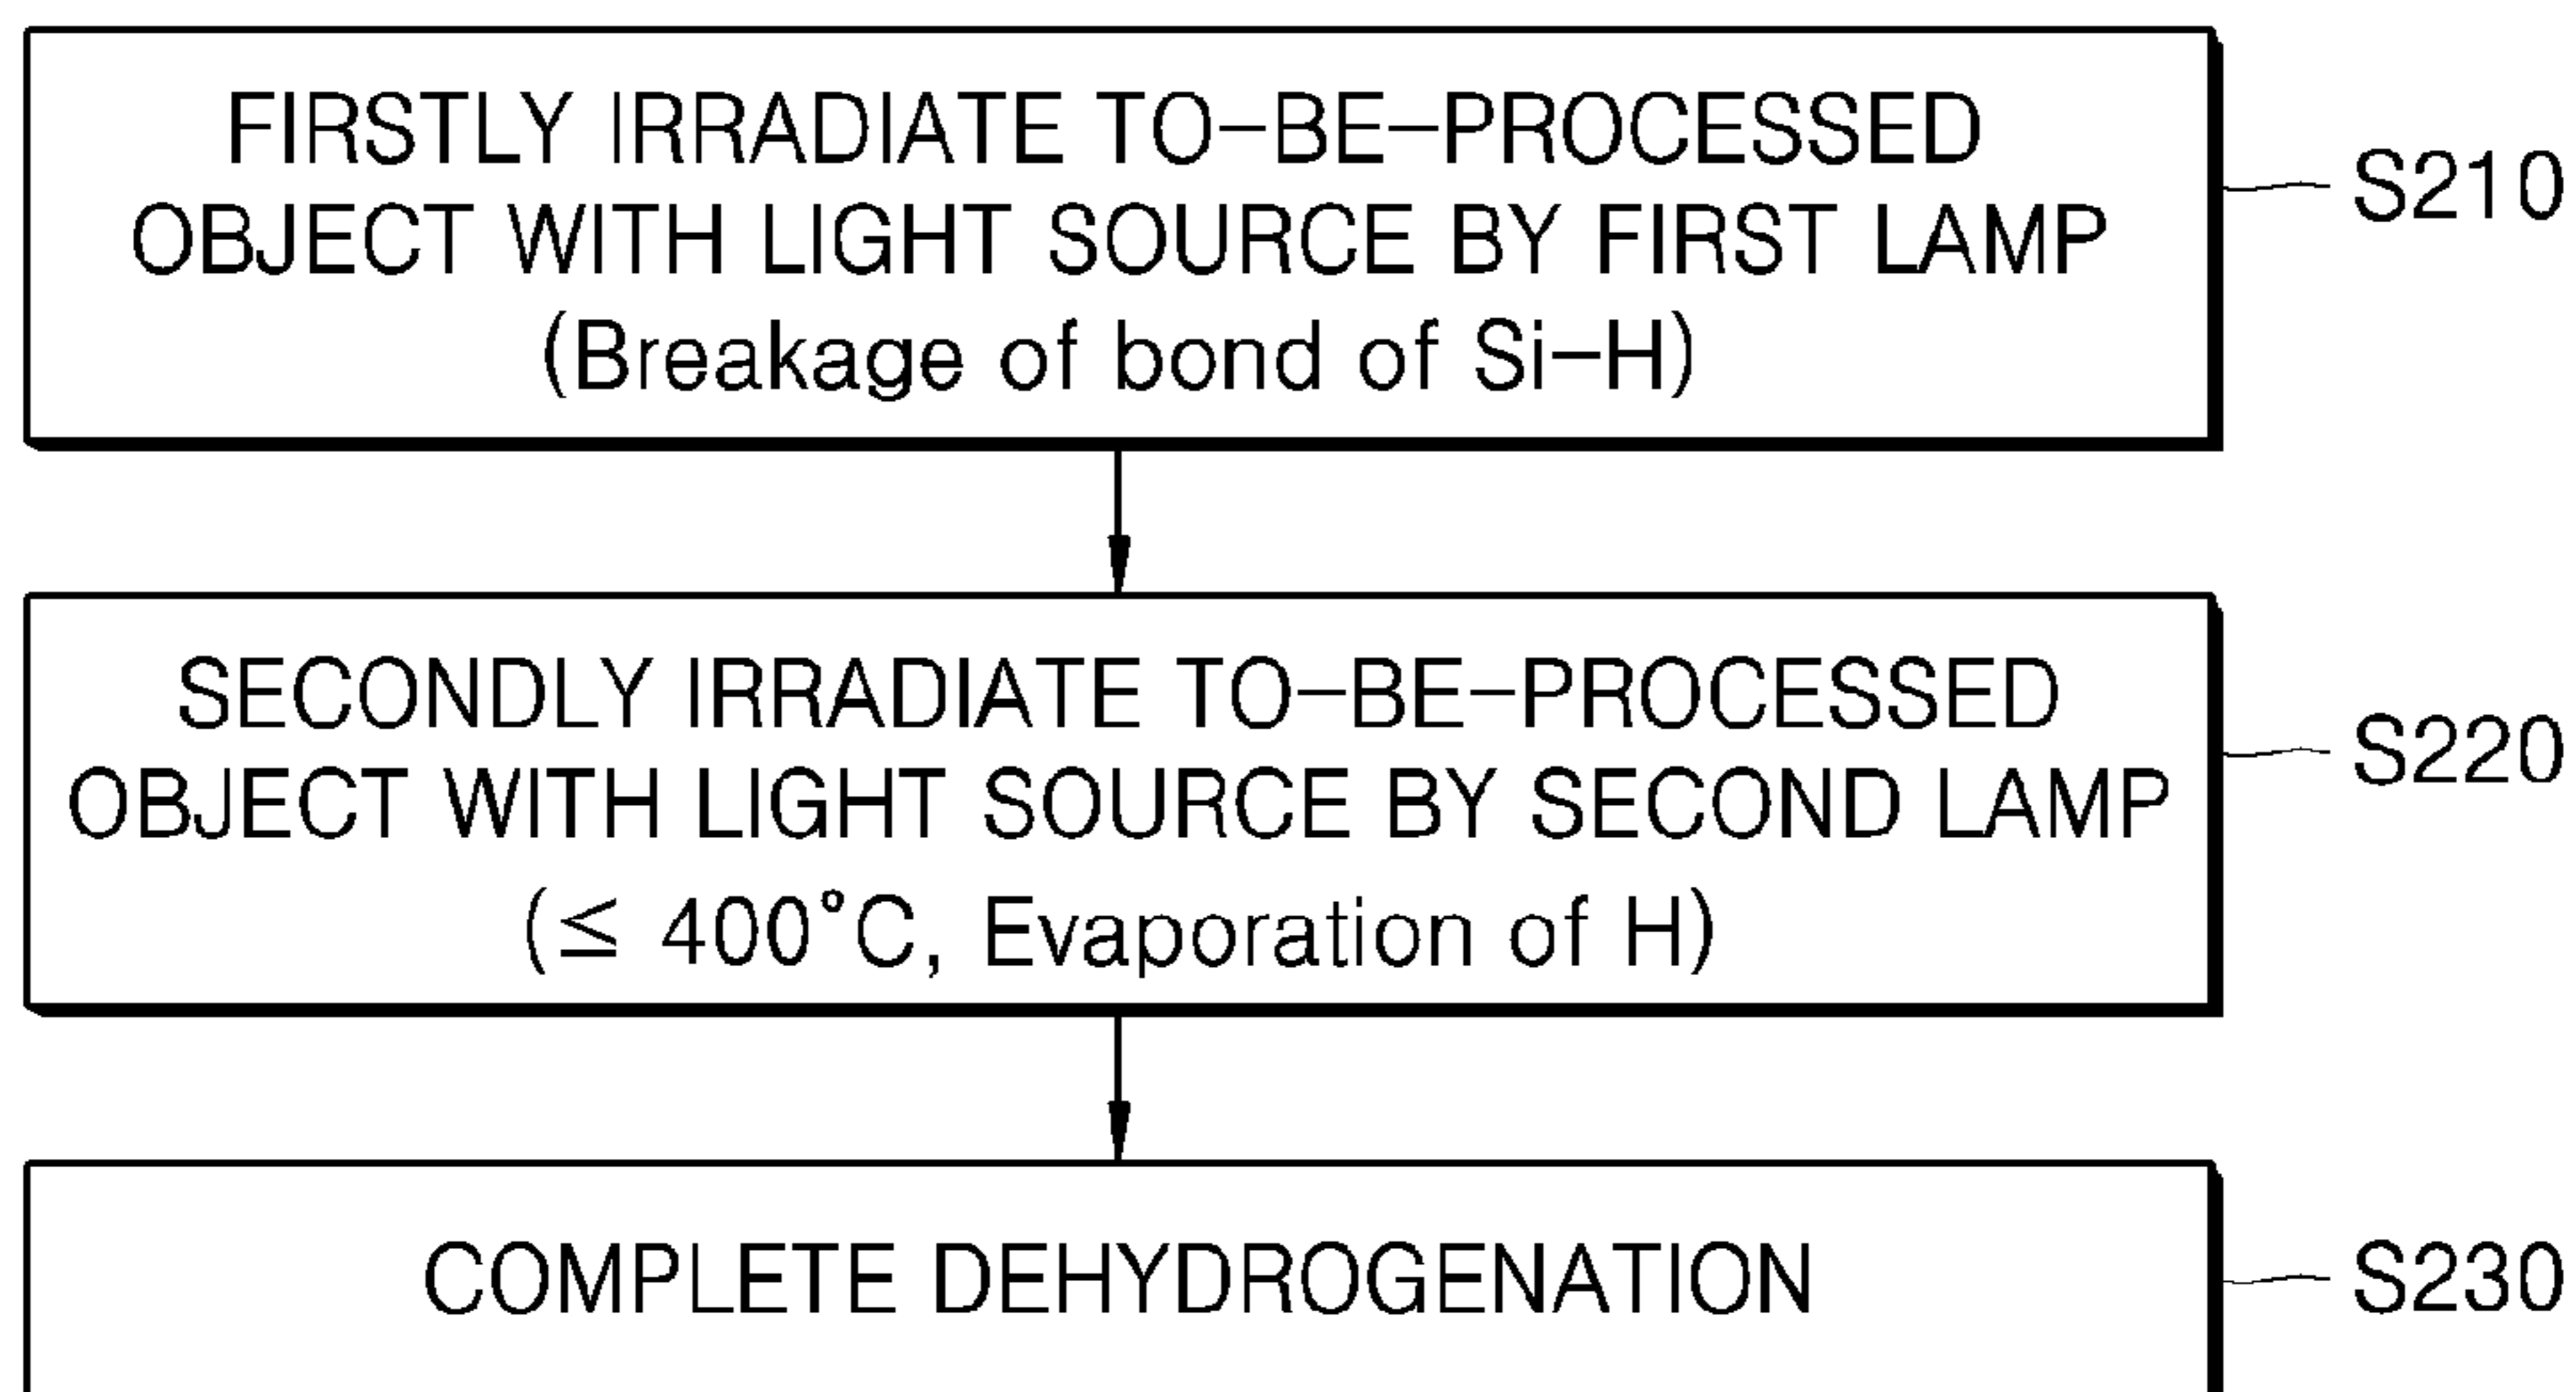 FIRSTLY IRRADIATE TO-BE-PROCESSED
OBJECT WITH LIGHT SOURCE BY FIRST LAMP
(Breakage of bond of Si-H)
S210
SECONDLY IRRADIATE TO-BE-PROCESSED
OBJECT WITH LIGHT SOURCE BY SECOND LAMP
(≤ 400°C, Evaporation of H)
S220
COMPLETE DEHYDROGENATION
S230